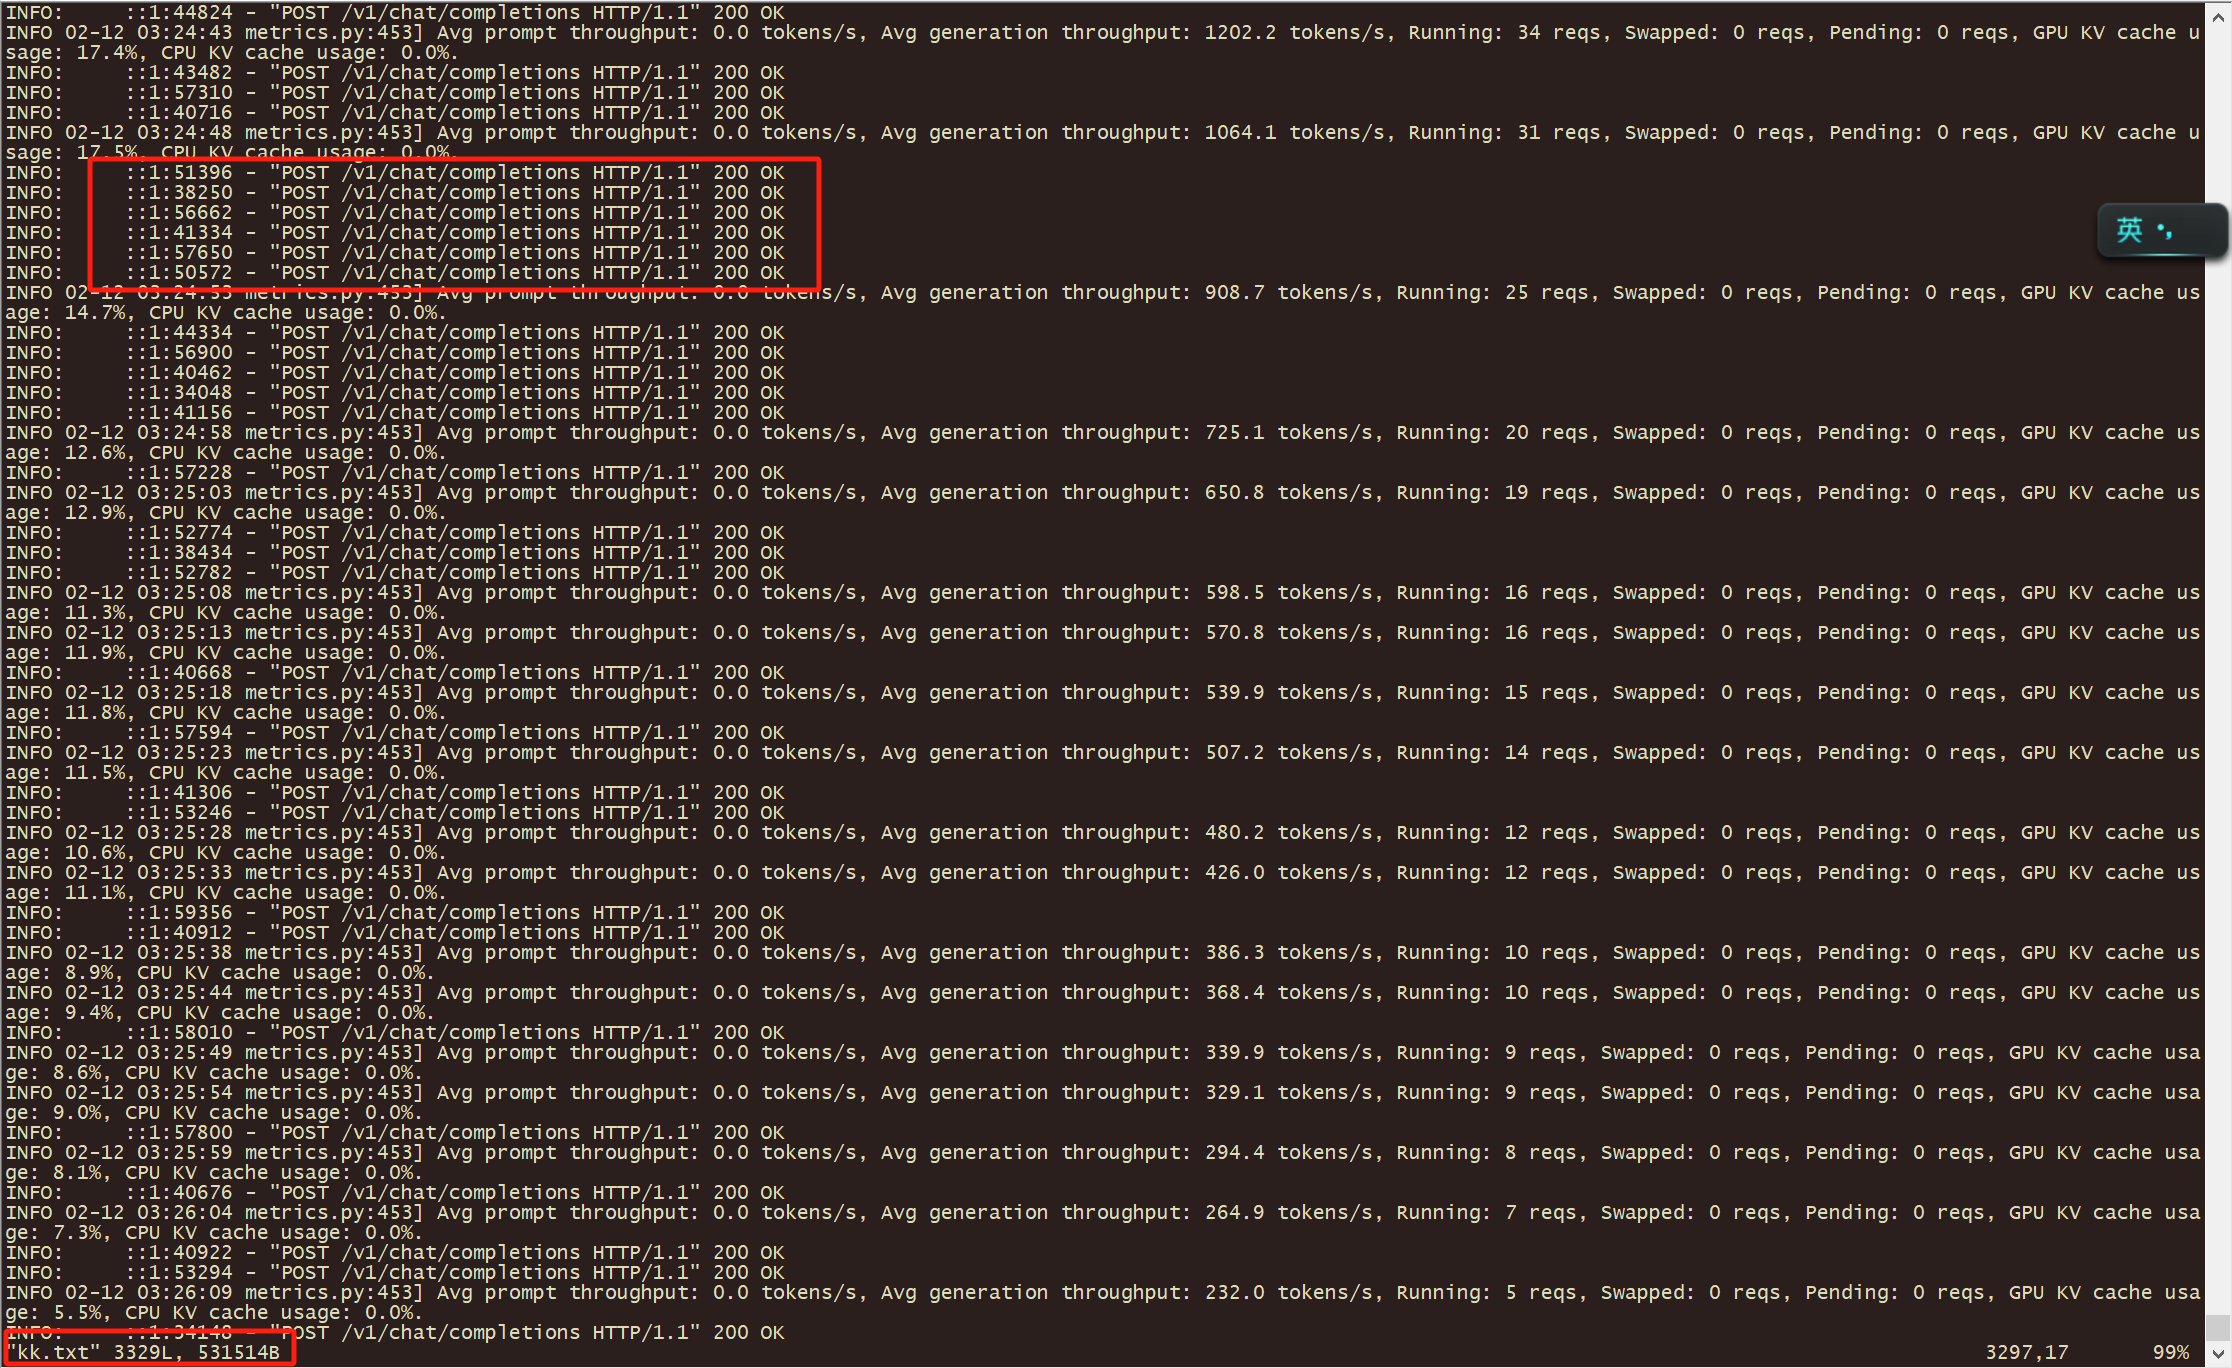 INFO:     ::1:44824 - "POST /v1/chat/completions HTTP/1.1" 200 OK
INFO 02-12 03:24:43 metrics.py:453] Avg prompt throughput: 0.0 tokens/s, Avg generation throughput: 1202.2 tokens/s, Running: 34 reqs, Swapped: 0 reqs, Pending: 0 reqs, GPU KV cache u
sage: 17.4%, CPU KV cache usage: 0.0%.
INFO:     ::1:43482 - "POST /v1/chat/completions HTTP/1.1" 200 OK
INFO:     ::1:57310 - "POST /v1/chat/completions HTTP/1.1" 200 OK
INFO:     ::1:40716 - "POST /v1/chat/completions HTTP/1.1" 200 OK
INFO 02-12 03:24:48 metrics.py:453] Avg prompt throughput: 0.0 tokens/s, Avg generation throughput: 1064.1 tokens/s, Running: 31 reqs, Swapped: 0 reqs, Pending: 0 reqs, GPU KV cache u
sage: 17.5%, CPU KV cache usage: 0.0%.
INFO:     ::1:51396 - "POST /v1/chat/completions HTTP/1.1" 200 OK
INFO:     ::1:38250 - "POST /v1/chat/completions HTTP/1.1" 200 OK
INFO:     ::1:56662 - "POST /v1/chat/completions HTTP/1.1" 200 OK
英 •,
INFO:     ::1:41334 - "POST /v1/chat/completions HTTP/1.1" 200 OK
INFO:     ::1:57650 - "POST /v1/chat/completions HTTP/1.1" 200 OK
INFO:     ::1:50572 - "POST /v1/chat/completions HTTP/1.1" 200 OK
INFO 02-12 03:24:53 metrics.py:453] Avg prompt throughput: 0.0 tokens/s, Avg generation throughput: 908.7 tokens/s, Running: 25 reqs, Swapped: 0 reqs, Pending: 0 reqs, GPU KV cache us
age: 14.7%, CPU KV cache usage: 0.0%.
INFO:     ::1:44334 - "POST /v1/chat/completions HTTP/1.1" 200 OK
INFO:     ::1:56900 - "POST /v1/chat/completions HTTP/1.1" 200 OK
INFO:     ::1:40462 - "POST /v1/chat/completions HTTP/1.1" 200 OK
INFO:     ::1:34048 - "POST /v1/chat/completions HTTP/1.1" 200 OK
INFO:     ::1:41156 - "POST /v1/chat/completions HTTP/1.1" 200 OK
INFO 02-12 03:24:58 metrics.py:453] Avg prompt throughput: 0.0 tokens/s, Avg generation throughput: 725.1 tokens/s, Running: 20 reqs, Swapped: 0 reqs, Pending: 0 reqs, GPU KV cache us
age: 12.6%, CPU KV cache usage: 0.0%.
INFO:     ::1:57228 - "POST /v1/chat/completions HTTP/1.1" 200 OK
INFO 02-12 03:25:03 metrics.py:453] Avg prompt throughput: 0.0 tokens/s, Avg generation throughput: 650.8 tokens/s, Running: 19 reqs, Swapped: 0 reqs, Pending: 0 reqs, GPU KV cache us
age: 12.9%, CPU KV cache usage: 0.0%.
INFO:     ::1:52774 - "POST /v1/chat/completions HTTP/1.1" 200 OK
INFO:     ::1:38434 - "POST /v1/chat/completions HTTP/1.1" 200 OK
INFO:     ::1:52782 - "POST /v1/chat/completions HTTP/1.1" 200 OK
INFO 02-12 03:25:08 metrics.py:453] Avg prompt throughput: 0.0 tokens/s, Avg generation throughput: 598.5 tokens/s, Running: 16 reqs, Swapped: 0 reqs, Pending: 0 reqs, GPU KV cache us
age: 11.3%, CPU KV cache usage: 0.0%.
INFO 02-12 03:25:13 metrics.py:453] Avg prompt throughput: 0.0 tokens/s, Avg generation throughput: 570.8 tokens/s, Running: 16 reqs, Swapped: 0 reqs, Pending: 0 reqs, GPU KV cache us
age: 11.9%, CPU KV cache usage: 0.0%.
INFO:     ::1:40668 - "POST /v1/chat/completions HTTP/1.1" 200 OK
INFO 02-12 03:25:18 metrics.py:453] Avg prompt throughput: 0.0 tokens/s, Avg generation throughput: 539.9 tokens/s, Running: 15 reqs, Swapped: 0 reqs, Pending: 0 reqs, GPU KV cache us
age: 11.8%, CPU KV cache usage: 0.0%.
INFO:     ::1:57594 - "POST /v1/chat/completions HTTP/1.1" 200 OK
INFO 02-12 03:25:23 metrics.py:453] Avg prompt throughput: 0.0 tokens/s, Avg generation throughput: 507.2 tokens/s, Running: 14 reqs, Swapped: 0 reqs, Pending: 0 reqs, GPU KV cache us
age: 11.5%, CPU KV cache usage: 0.0%.
INFO:     ::1:41306 - "POST /v1/chat/completions HTTP/1.1" 200 OK
INFO:     ::1:53246 - "POST /v1/chat/completions HTTP/1.1" 200 OK
INFO 02-12 03:25:28 metrics.py:453] Avg prompt throughput: 0.0 tokens/s, Avg generation throughput: 480.2 tokens/s, Running: 12 reqs, Swapped: 0 reqs, Pending: 0 reqs, GPU KV cache us
age: 10.6%, CPU KV cache usage: 0.0%.
INFO 02-12 03:25:33 metrics.py:453] Avg prompt throughput: 0.0 tokens/s, Avg generation throughput: 426.0 tokens/s, Running: 12 reqs, Swapped: 0 reqs, Pending: 0 reqs, GPU KV cache us
age: 11.1%, CPU KV cache usage: 0.0%.
INFO:     ::1:59356 - "POST /v1/chat/completions HTTP/1.1" 200 OK
INFO:     ::1:40912 - "POST /v1/chat/completions HTTP/1.1" 200 OK
INFO 02-12 03:25:38 metrics.py:453] Avg prompt throughput: 0.0 tokens/s, Avg generation throughput: 386.3 tokens/s, Running: 10 reqs, Swapped: 0 reqs, Pending: 0 reqs, GPU KV cache us
age: 8.9%, CPU KV cache usage: 0.0%.
INFO 02-12 03:25:44 metrics.py:453] Avg prompt throughput: 0.0 tokens/s, Avg generation throughput: 368.4 tokens/s, Running: 10 reqs, Swapped: 0 reqs, Pending: 0 reqs, GPU KV cache us
age: 9.4%, CPU KV cache usage: 0.0%.
INFO:     ::1:58010 - "POST /v1/chat/completions HTTP/1.1" 200 OK
INFO 02-12 03:25:49 metrics.py:453] Avg prompt throughput: 0.0 tokens/s, Avg generation throughput: 339.9 tokens/s, Running: 9 reqs, Swapped: 0 reqs, Pending: 0 reqs, GPU KV cache usa
ge: 8.6%, CPU KV cache usage: 0.0%.
INFO 02-12 03:25:54 metrics.py:453] Avg prompt throughput: 0.0 tokens/s, Avg generation throughput: 329.1 tokens/s, Running: 9 reqs, Swapped: 0 reqs, Pending: 0 reqs, GPU KV cache usa
ge: 9.0%, CPU KV cache usage: 0.0%.
INFO:     ::1:57800 - "POST /v1/chat/completions HTTP/1.1" 200 OK
INFO 02-12 03:25:59 metrics.py:453] Avg prompt throughput: 0.0 tokens/s, Avg generation throughput: 294.4 tokens/s, Running: 8 reqs, Swapped: 0 reqs, Pending: 0 reqs, GPU KV cache usa
ge: 8.1%, CPU KV cache usage: 0.0%.
INFO:     ::1:40676 - "POST /v1/chat/completions HTTP/1.1" 200 OK
INFO 02-12 03:26:04 metrics.py:453] Avg prompt throughput: 0.0 tokens/s, Avg generation throughput: 264.9 tokens/s, Running: 7 reqs, Swapped: 0 reqs, Pending: 0 reqs, GPU KV cache usa
ge: 7.3%, CPU KV cache usage: 0.0%.
INFO:     ::1:40922 - "POST /v1/chat/completions HTTP/1.1" 200 OK
INFO:     ::1:53294 - "POST /v1/chat/completions HTTP/1.1" 200 OK
INFO 02-12 03:26:09 metrics.py:453] Avg prompt throughput: 0.0 tokens/s, Avg generation throughput: 232.0 tokens/s, Running: 5 reqs, Swapped: 0 reqs, Pending: 0 reqs, GPU KV cache usa
ge: 5.5%, CPU KV cache usage: 0.0%.
INFO:     ::1:34148 - "POST /v1/chat/completions HTTP/1.1" 200 OK
"kk.txt" 3329L, 531514B 3297,17 99%